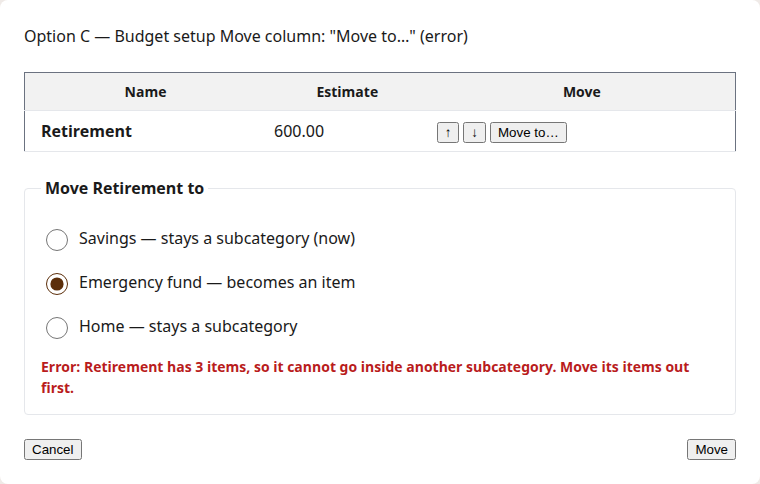 Option C — Budget setup Move column: "Move to..." (error)
Name Estimate Move
Retirement 600.00 ↑ ↓ Move to…
Move Retirement to
Savings — stays a subcategory (now)
Emergency fund — becomes an item
Home — stays a subcategory
Error: Retirement has 3 items, so it cannot go inside another subcategory. Move its items out
first.
Cancel Move